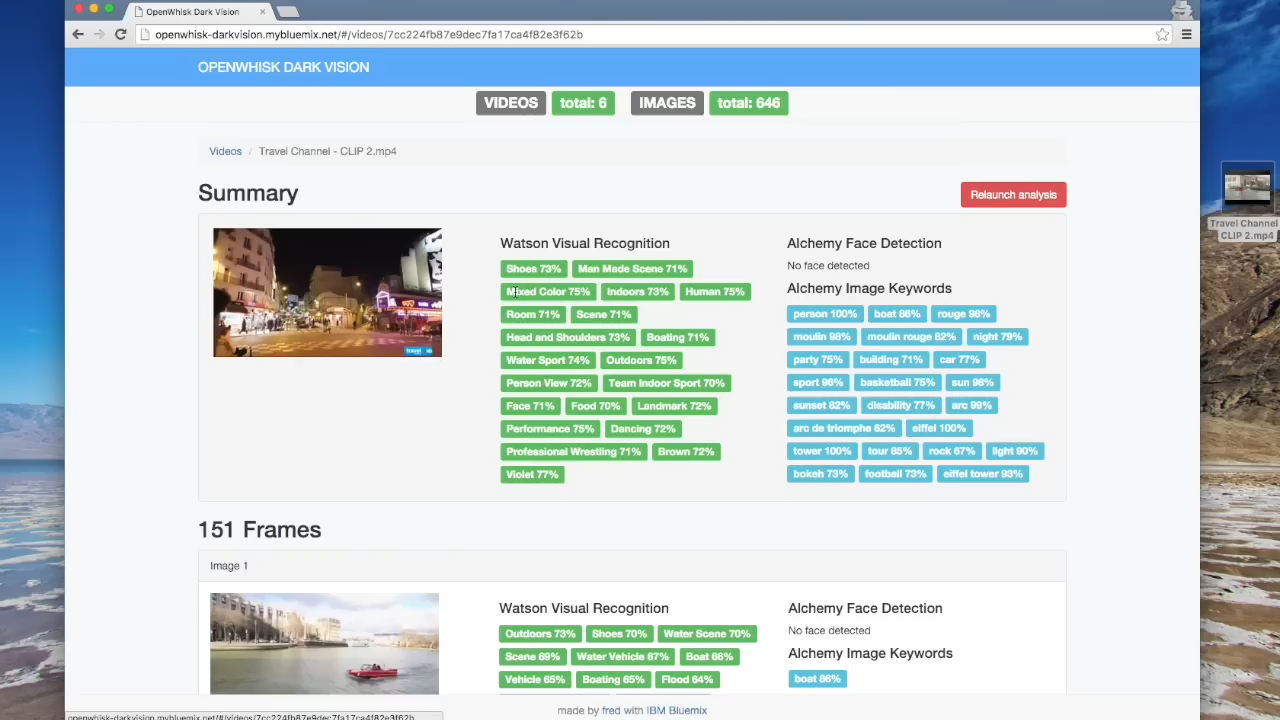 OpenWhisk Dark Vision
openwhisk-darkvision.mybluemix.net/#/videos/7cc224fb87e9dec7fa17ca4f82e3f62b
OPENWHISK DARK VISION
VIDEOS total: 6 IMAGES total: 646
Videos / Travel Channel - CLIP 2.mp4
Summary
Relaunch analysis
Watson Visual Recognition
Shoes 73% Man Made Scene 71%
Mixed Color 75% Indoors 73% Human 75%
Room 71% Scene 71%
Head and Shoulders 73% Boating 71%
Water Sport 74% Outdoors 75%
Person View 72% Team Indoor Sport 70%
Face 71% Food 70% Landmark 72%
Performance 75% Dancing 72%
Professional Wrestling 71% Brown 72%
Violet 77%
Alchemy Face Detection
No face detected
Alchemy Image Keywords
person 100% boat 86% rouge 98%
moulin 98% moulin rouge 82% night 79%
party 75% building 71% car 77%
sport 96% basketball 75% sun 98%
sunset 82% disability 77% arc 99%
arc de triomphe 62% eiffel 100%
tower 100% tour 85% rock 67% light 90%
bokeh 73% football 73% eiffel tower 93%
Travel Channel
CLIP 2.mp4
151 Frames
Image 1
Watson Visual Recognition
Outdoors 73% Shoes 70% Water Scene 70%
Scene 69% Water Vehicle 67% Boat 66%
Vehicle 65% Boating 65% Flood 64%
Alchemy Face Detection
No face detected
Alchemy Image Keywords
boat 86%
made by fred with IBM Bluemix
openwhisk-darkvision.mybluemix.net/#/videos/7cc224fb87e9dec7fa17ca4f82e3f62b